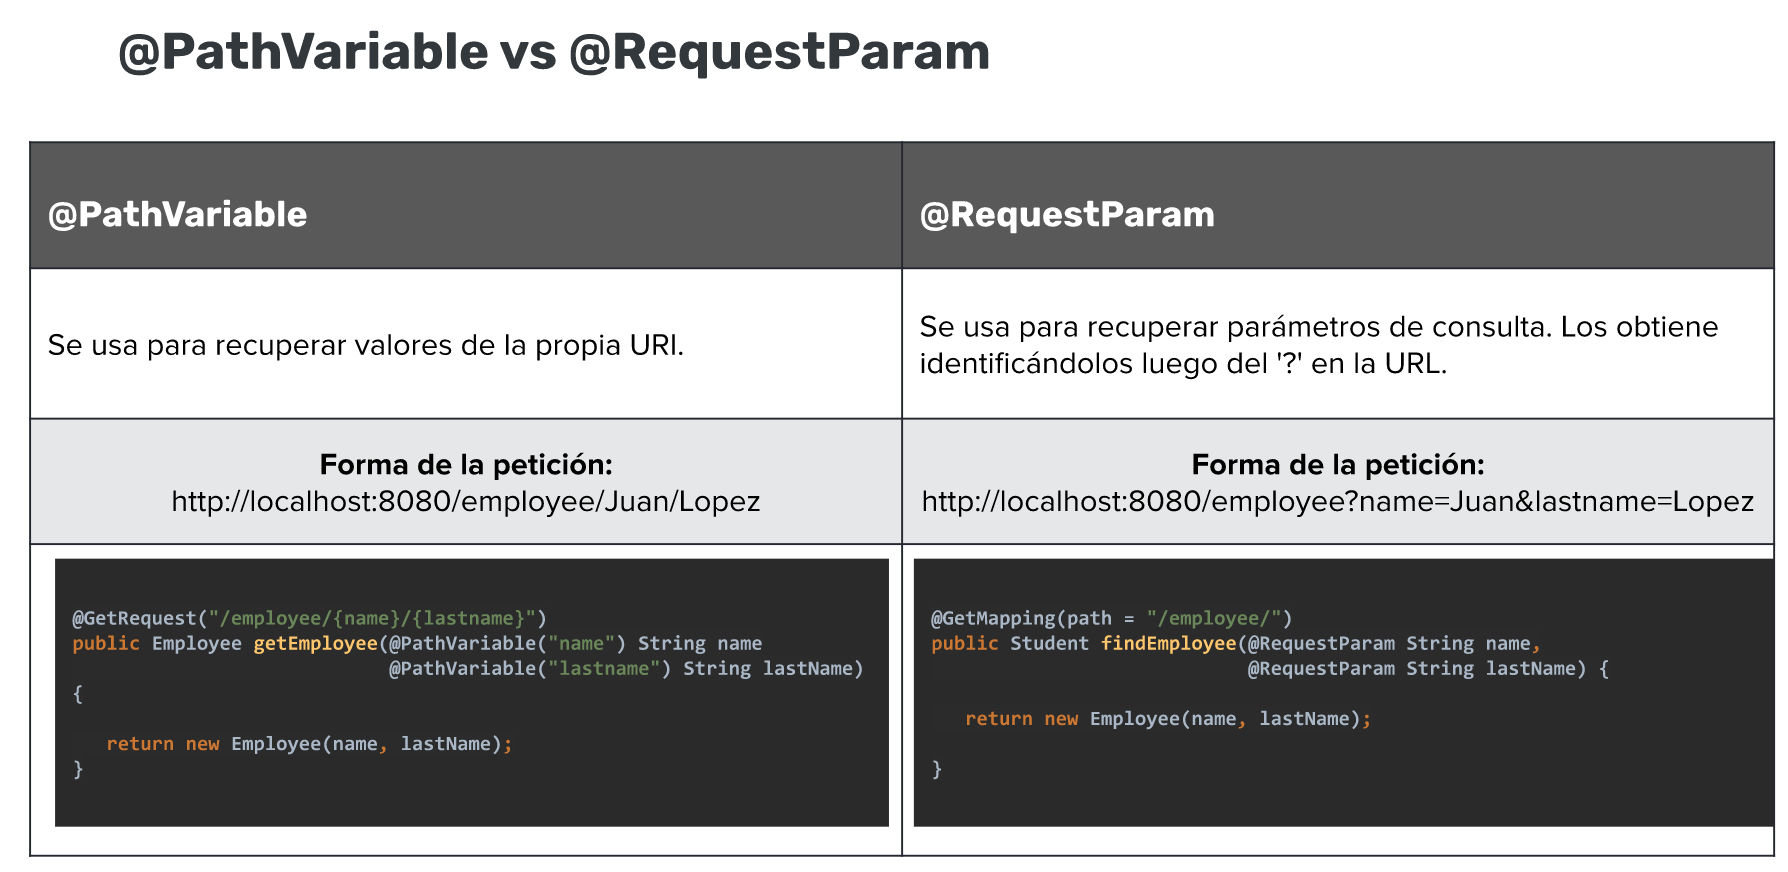 @PathVariable vs @RequestParam
@PathVariable
@RequestParam
Se usa para recuperar valores de la propia URI.
Se usa para recuperar parámetros de consulta. Los obtiene
identificándolos luego del '?' en la URL.
Forma de la petición:
http://localhost:8080/employee/Juan/Lopez
Forma de la petición:
http://localhost:8080/employee?name=Juan&lastname=Lopez
@GetRequest("/employee/{name}/{lastname}")
public Employee getEmployee(@PathVariable("name") String name
@PathVariable("lastname") String lastName)
{
return new Employee(name, lastName);
}
@GetMapping(path = "/employee/")
public Student findEmployee(@RequestParam String name,
@RequestParam String lastName) {
return new Employee(name, lastName);
}